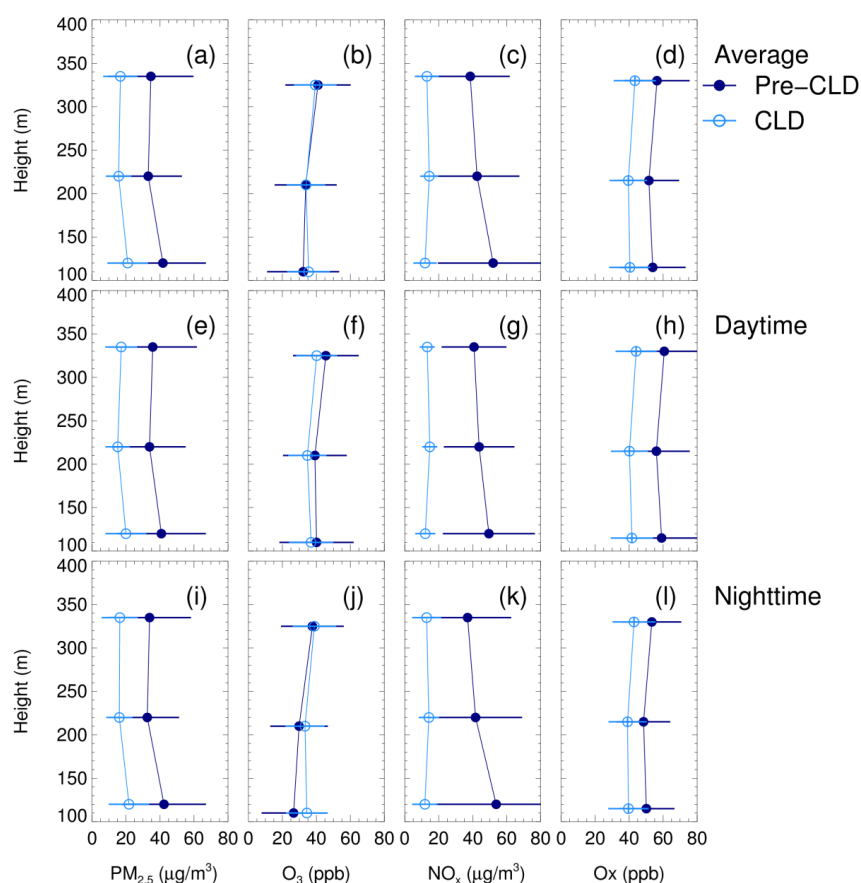 400
350
300
250
200
150
100
Height (m)
(a)
(b)
(c)
(d)
Average
Pre−CLD
CLD
400
350
300
250
200
150
100
Height (m)
(e)
(f)
(g)
(h)
Daytime
400
350
300
250
200
150
100
Height (m)
(i)
(j)
(k)
(l)
Nighttime
0 20 40 60 80
0 20 40 60 80
0 20 40 60 80
0 20 40 60 80
PM2.5 (μg/m³)
O3 (ppb)
NOx (μg/m³)
Ox (ppb)